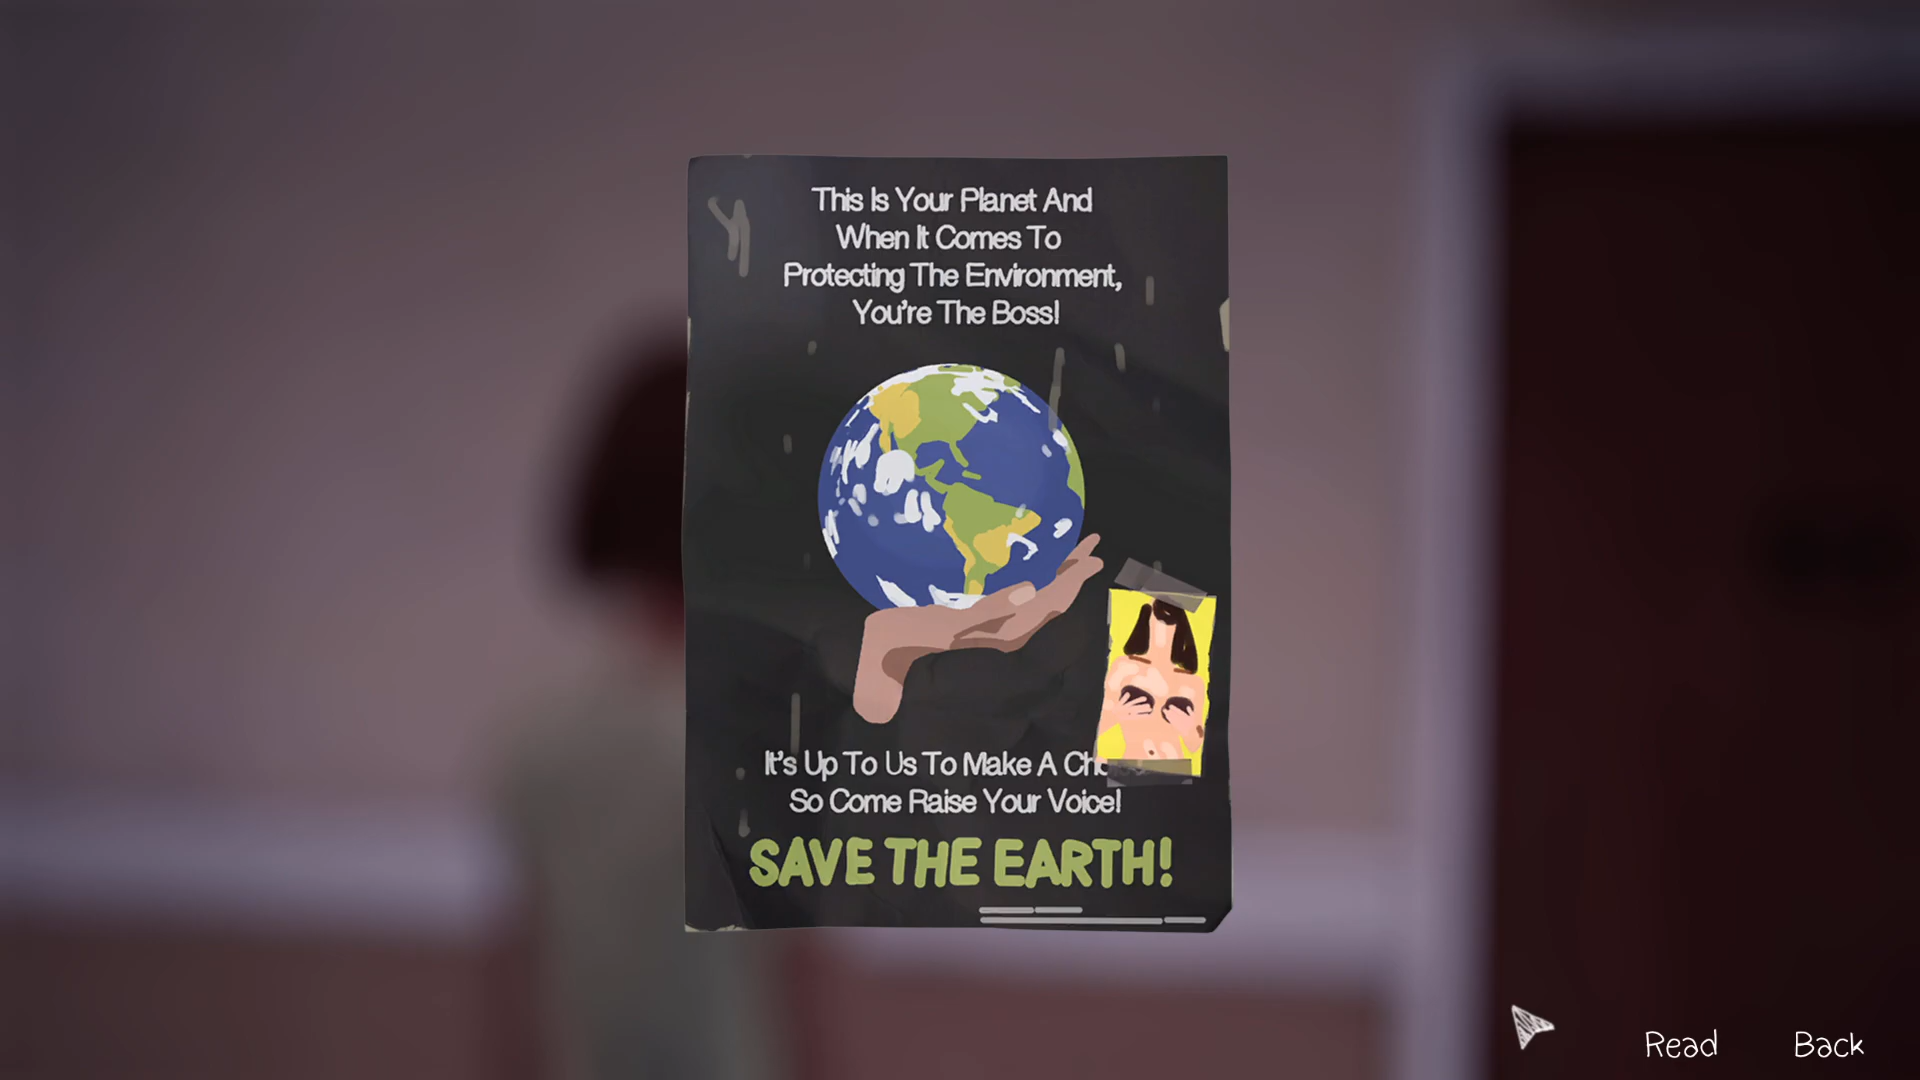 This Is Your Planet And
When It Comes To
Protecting The Environment,
You're The Boss!
It's Up To Us To Make A
So Come Raise Your Voice!
SAVE THE EARTH!
Read
Back